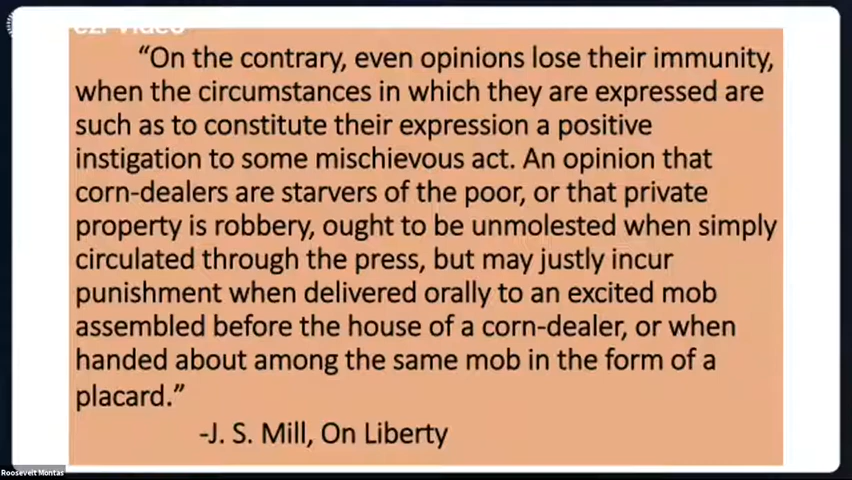 “On the contrary, even opinions lose their immunity,
when the circumstances in which they are expressed are
such as to constitute their expression a positive
instigation to some mischievous act. An opinion that
corn-dealers are starvers of the poor, or that private
property is robbery, ought to be unmolested when simply
circulated through the press, but may justly incur
punishment when delivered orally to an excited mob
assembled before the house of a corn-dealer, or when
handed about among the same mob in the form of a
placard.”
-J. S. Mill, On Liberty
Roosevelt Montas